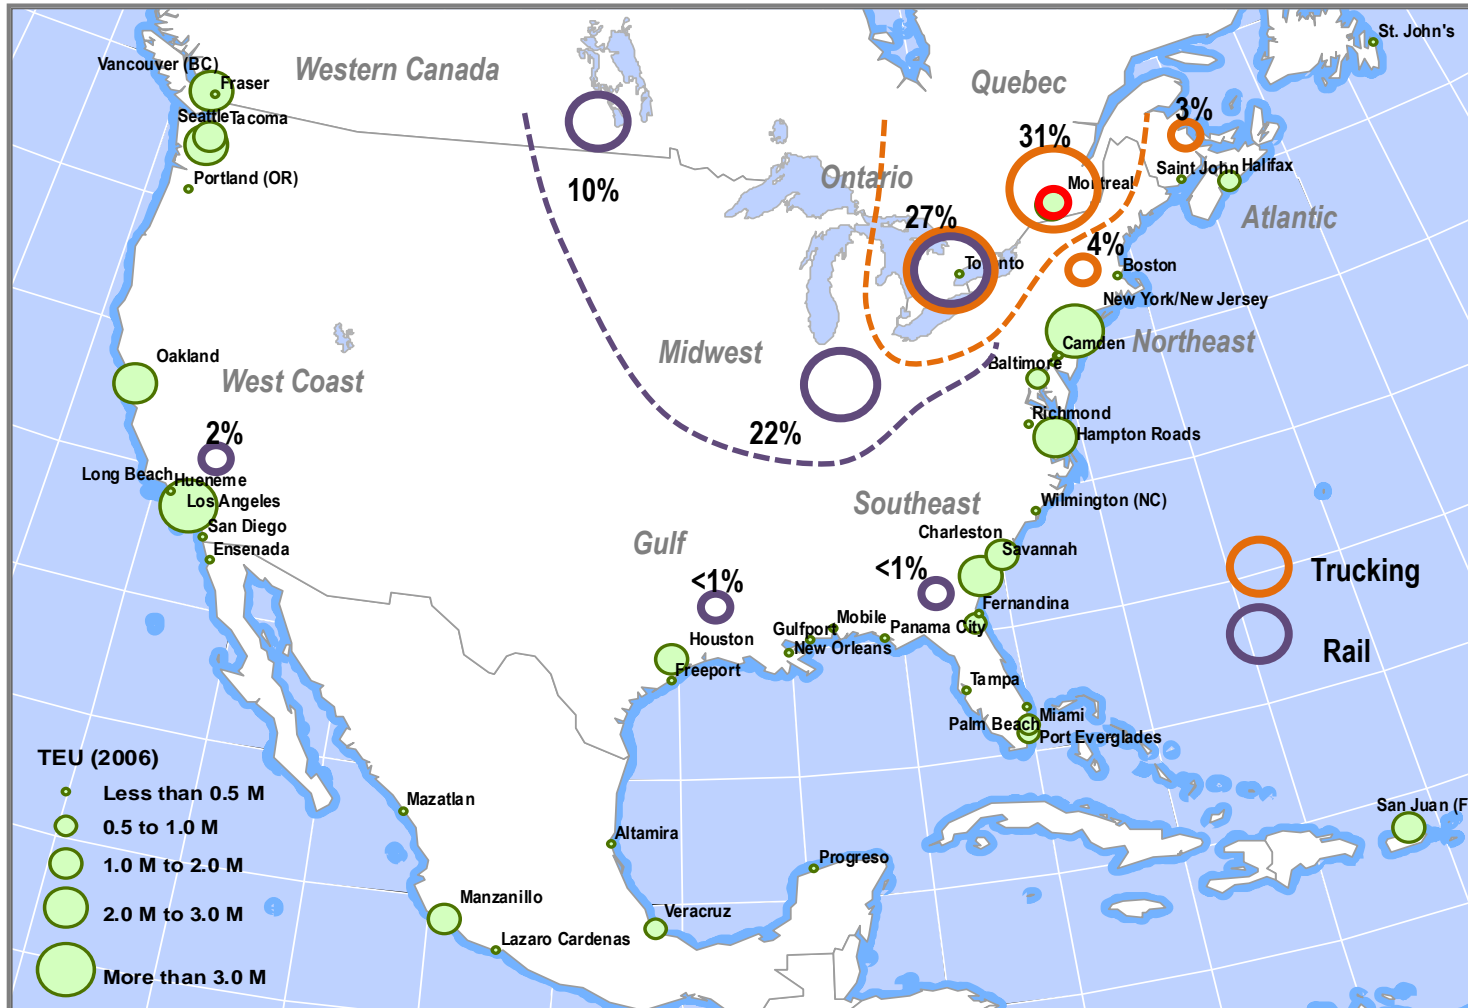 St. John's
Vancouver (BC)
Western Canada
Fraser
Quebec
3%
Seattle
Tacoma
31%
Portland (OR)
10%
Ontario
Montreal
Saint John
Halifax
27%
Atlantic
4%
Toronto
Boston
New York/New Jersey
Oakland
West Coast
Midwest
Camden
Northeast
Baltimore
2%
22%
Richmond
Hampton Roads
Long Beach
Hueneme
Los Angeles
Southeast
Wilmington (NC)
San Diego
Charleston
Ensenada
Gulf
Savannah
<1%
<1%
Trucking
Fernandina
Houston
Mobile
Gulfport
Panama City
New Orleans
Rail
Freeport
Tampa
Miami
Palm Beach
Port Everglades
TEU (2006)
Less than 0.5 M
0.5 to 1.0 M
1.0 M to 2.0 M
2.0 M to 3.0 M
More than 3.0 M
Mazatlan
Altamira
San Juan (F
Progreso
Manzanillo
Veracruz
Lazaro Cardenas